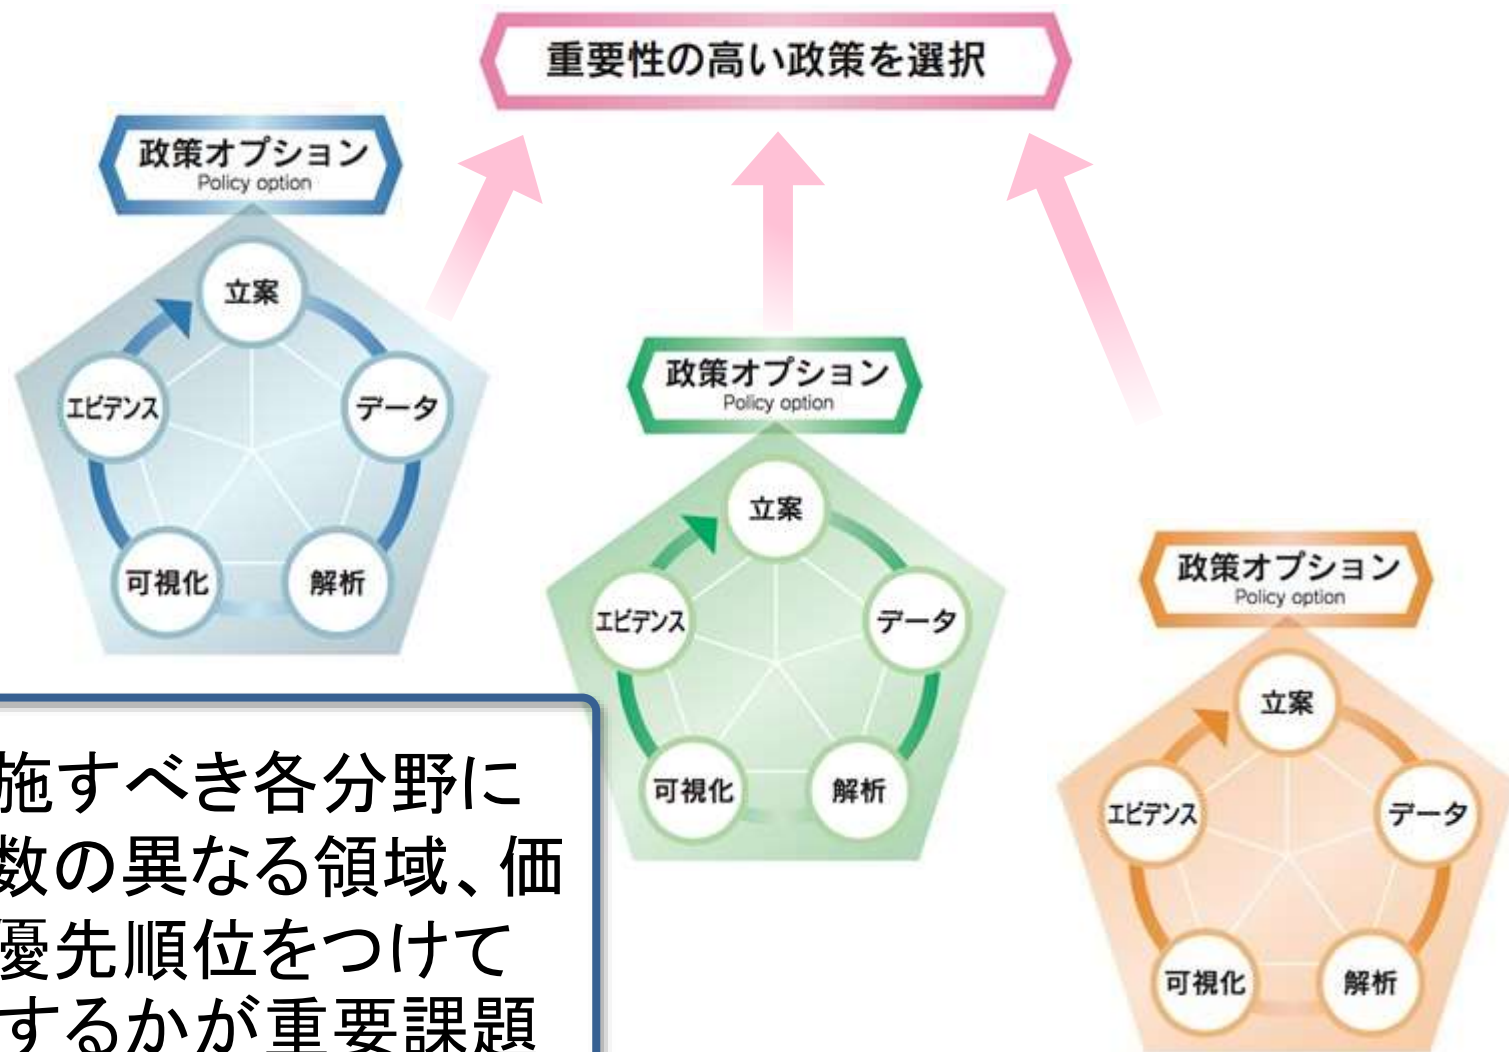 重要性の高い政策を選択
政策オプション
Policy option
立案
エビデンス
データ
可視化
解析
政策オプション
Policy option
立案
エビデンス
データ
可視化
解析
政策オプション
Policy option
立案
エビデンス
データ
可視化
解析
施すべき各分野に
数の異なる領域、価
優先順位をつけて
するかが重要課題